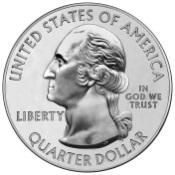 UNITED STATES OF AMERICA
LIBERTY
IN
GOD WE
TRUST
QUARTER DOLLAR